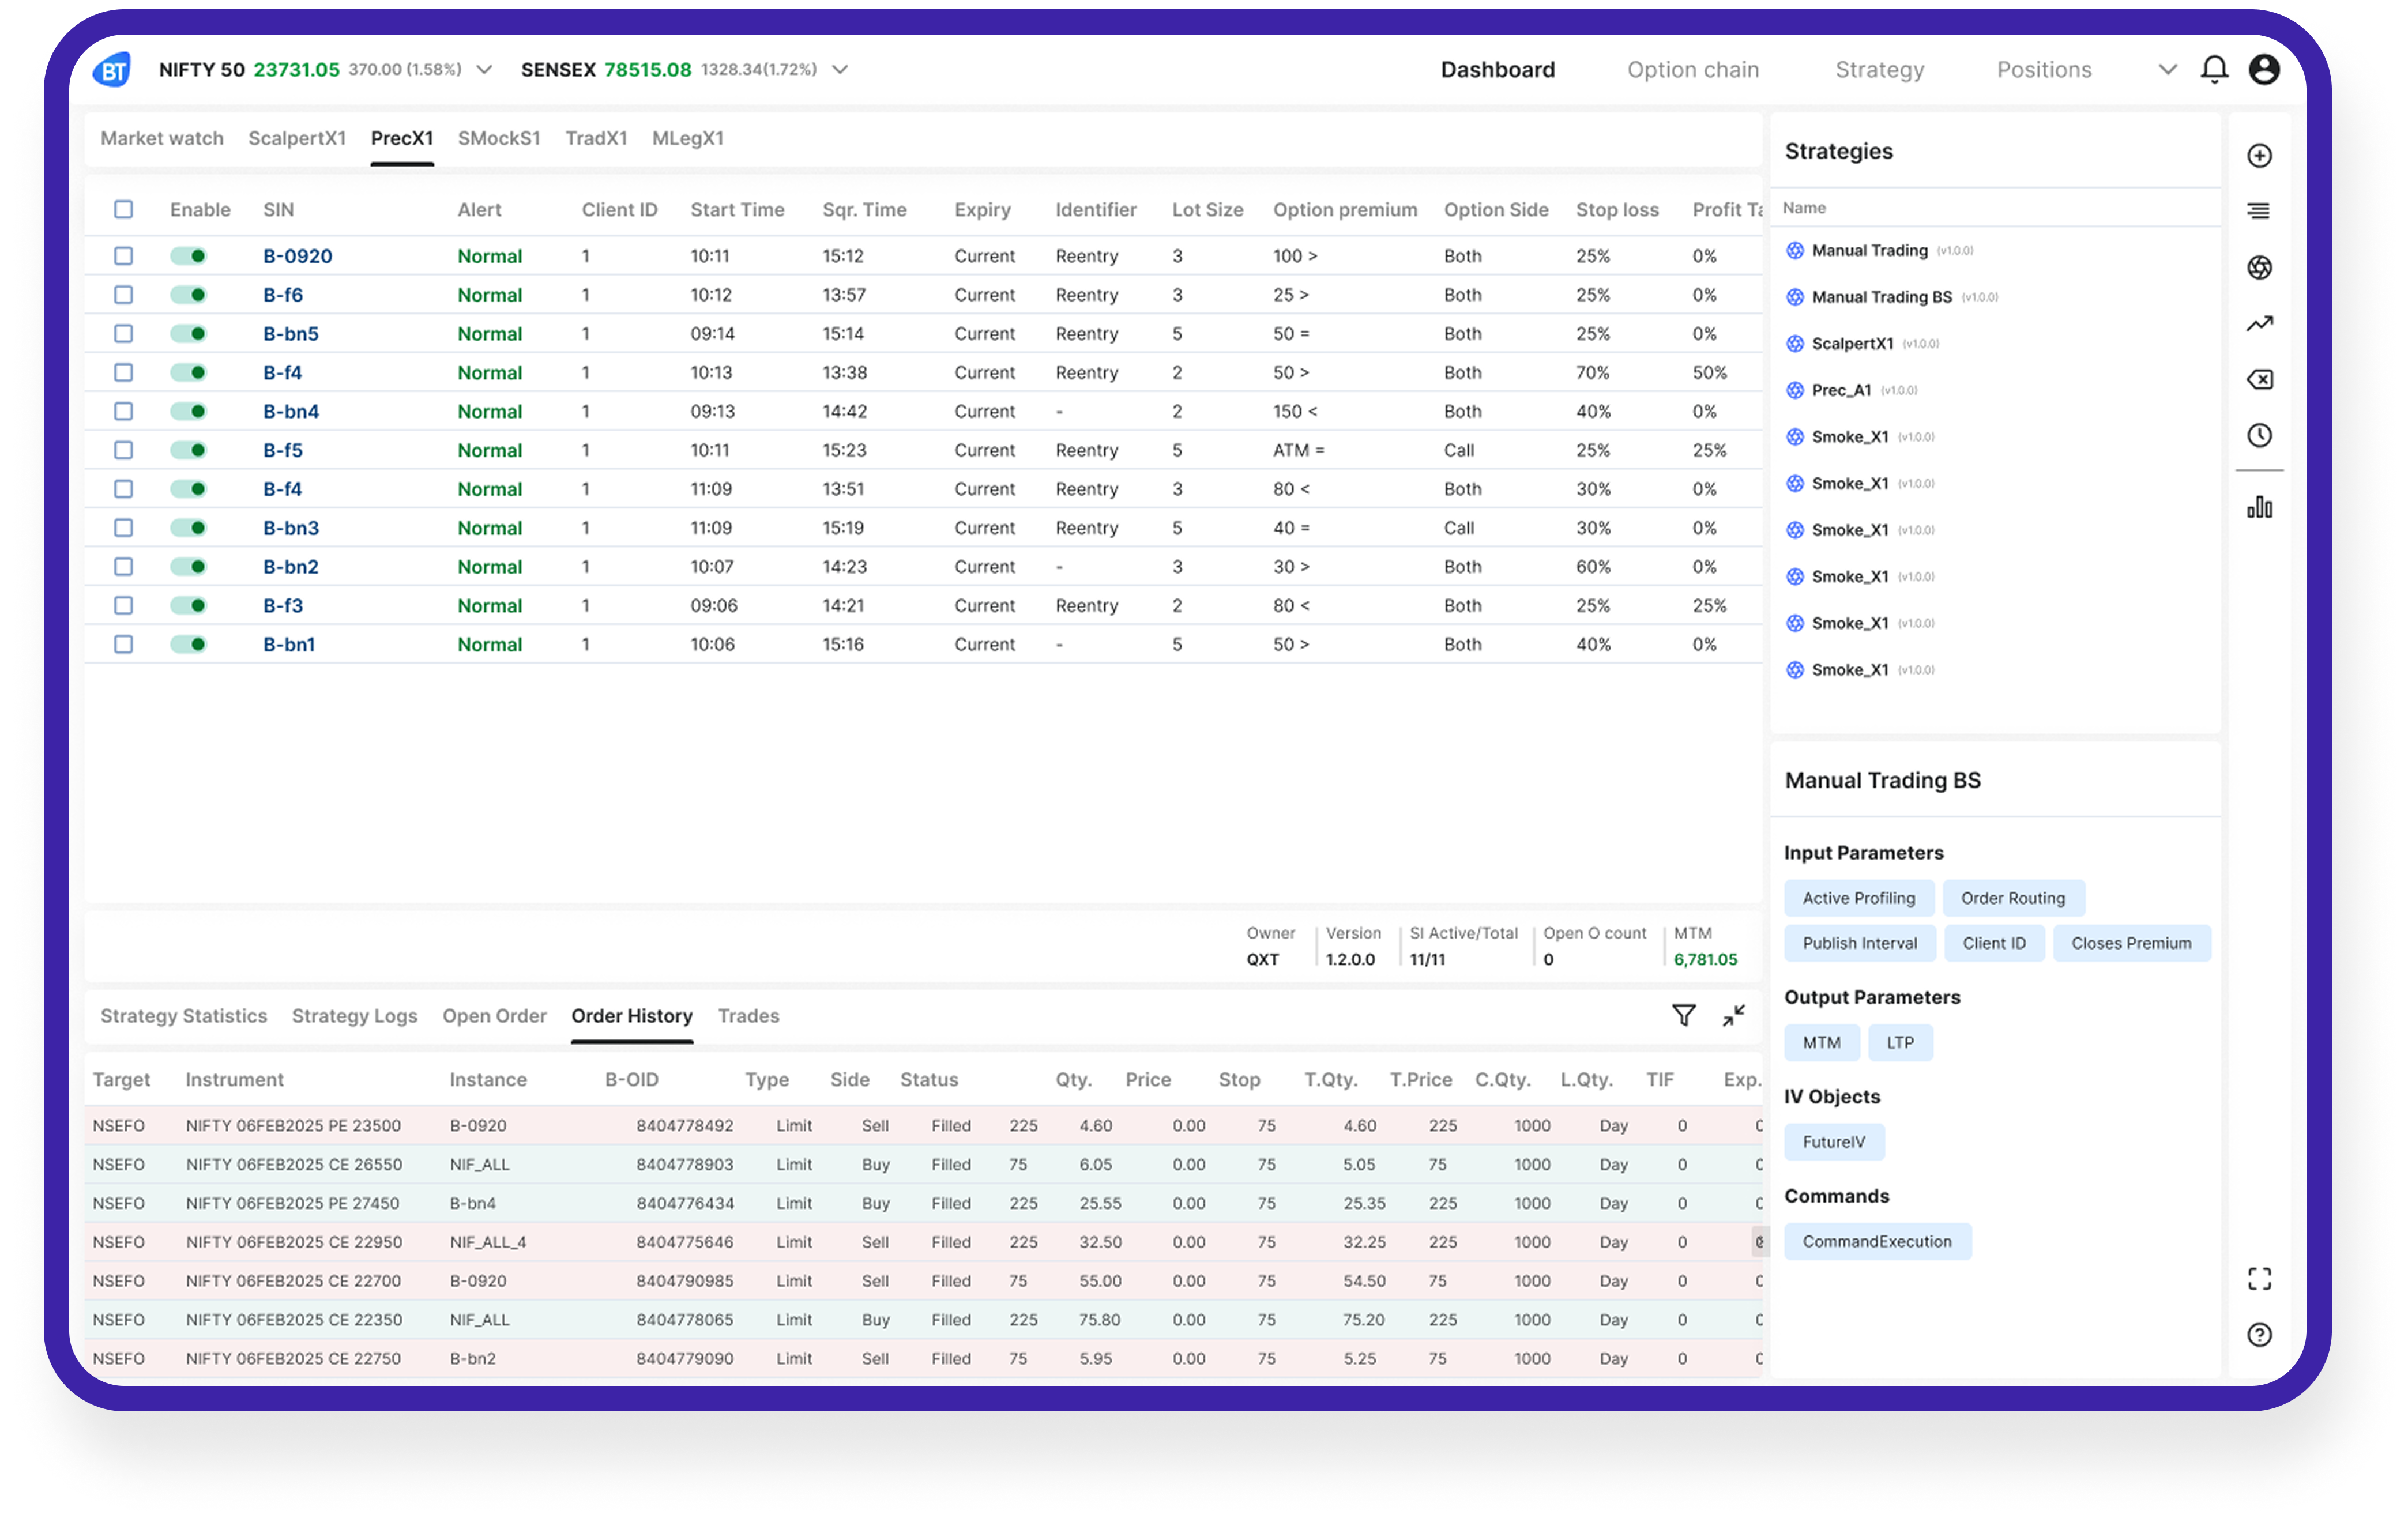 BT NIFTY 50 23731.05 370.00 (1.58%) SENSEX 78515.08 1328.34(1.72%) Dashboard Option chain Strategy Positions
Market watch ScalpertX1 PrecX1 SMockS1 TradX1 MLegX1
Enable SIN Alert Client ID Start Time Sqr. Time Expiry Identifier Lot Size Option premium Option Side Stop loss Profit Ta
B-0920 Normal 1 10:11 15:12 Current Reentry 3 100 > Both 25% 0%
B-f6 Normal 1 10:12 13:57 Current Reentry 3 25 > Both 25% 0%
B-bn5 Normal 1 09:14 15:14 Current Reentry 5 50 = Both 25% 0%
B-f4 Normal 1 10:13 13:38 Current Reentry 2 50 > Both 70% 50%
B-bn4 Normal 1 09:13 14:42 Current - 2 150 < Both 40% 0%
B-f5 Normal 1 10:11 15:23 Current Reentry 5 ATM = Call 25% 25%
B-f4 Normal 1 11:09 13:51 Current Reentry 3 80 < Both 30% 0%
B-bn3 Normal 1 11:09 15:19 Current Reentry 5 40 = Call 30% 0%
B-bn2 Normal 1 10:07 14:23 Current - 3 30 > Both 60% 0%
B-f3 Normal 1 09:06 14:21 Current Reentry 2 80 < Both 25% 25%
B-bn1 Normal 1 10:06 15:16 Current - 5 50 > Both 40% 0%
Owner Version SI Active/Total Open O count MTM
QXT 1.2.0.0 11/11 0 6,781.05
Strategy Statistics Strategy Logs Open Order Order History Trades
Target Instrument Instance B-OID Type Side Status Qty. Price Stop T.Qty. T.Price C.Qty. L.Qty. TIF Exp.
NSEFO NIFTY 06FEB2025 PE 23500 B-0920 8404778492 Limit Sell Filled 225 4.60 0.00 75 4.60 225 1000 Day 0
NSEFO NIFTY 06FEB2025 CE 26550 NIF_ALL 8404778903 Limit Buy Filled 75 6.05 0.00 75 5.05 75 1000 Day 0
NSEFO NIFTY 06FEB2025 PE 27450 B-bn4 8404776434 Limit Buy Filled 225 25.55 0.00 75 25.35 225 1000 Day 0
NSEFO NIFTY 06FEB2025 CE 22950 NIF_ALL_4 8404775646 Limit Sell Filled 225 32.50 0.00 75 32.25 225 1000 Day 0
NSEFO NIFTY 06FEB2025 CE 22700 B-0920 8404790985 Limit Sell Filled 75 55.00 0.00 75 54.50 75 1000 Day 0
NSEFO NIFTY 06FEB2025 CE 22350 NIF_ALL 8404778065 Limit Buy Filled 225 75.80 0.00 75 75.20 225 1000 Day 0
NSEFO NIFTY 06FEB2025 CE 22750 B-bn2 8404779090 Limit Sell Filled 75 5.95 0.00 75 5.25 75 1000 Day 0
Strategies
Name
Manual Trading (v1.0.0)
Manual Trading BS (v1.0.0)
ScalpertX1 (v1.0.0)
Prec_A1 (v1.0.0)
Smoke_X1 (v1.0.0)
Smoke_X1 (v1.0.0)
Smoke_X1 (v1.0.0)
Smoke_X1 (v1.0.0)
Smoke_X1 (v1.0.0)
Smoke_X1 (v1.0.0)
Manual Trading BS
Input Parameters
Active Profiling Order Routing
Publish Interval Client ID Closes Premium
Output Parameters
MTM LTP
IV Objects
FutureIV
Commands
CommandExecution